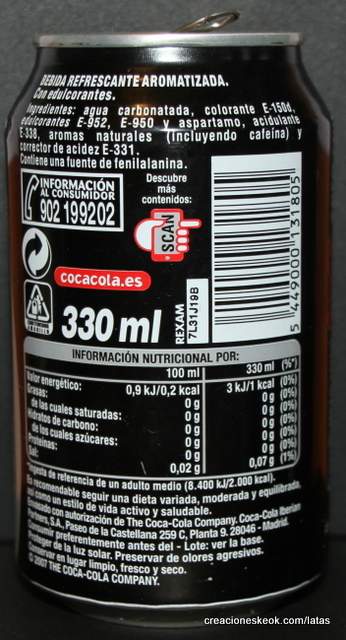 BEBIDA REFRESCANTE AROMATIZADA.
Con edulcorantes.
Ingredientes: agua carbonatada, colorante E-150d,
edulcorantes E-952, E-950 y aspartamo, acidulante
E-338, aromas naturales (incluyendo cafeína) y
corrector de acidez E-331.
Contiene una fuente de fenilalanina.
INFORMACIÓN
AL CONSUMIDOR
902 199202
Descubre
más
contenidos:
SCAN
cocacola.es
330 ml
REXAM
7L31J19B
5 449000 131805
INFORMACIÓN NUTRICIONAL POR:
100 ml 330 ml (%*)
Valor energético: 0,9 kJ/0,2 kcal 3 kJ/1 kcal (0%)
Grasas: 0 g 0 g (0%)
de las cuales saturadas: 0 g 0 g (0%)
Hidratos de carbono: 0 g 0 g (0%)
de los cuales azúcares: 0 g 0 g (0%)
Proteínas: 0 g 0 g (0%)
Sal: 0,02 g 0,07 g (1%)
*Ingesta de referencia de un adulto medio (8.400 kJ/2.000 kcal).
Es recomendable seguir una dieta variada, moderada y equilibrada,
así como un estilo de vida activo y saludable.
Envasado con autorización de The Coca-Cola Company. Coca-Cola Iberian
Partners, S.A., Paseo de la Castellana 259 C, Planta 9. 28046 - Madrid.
Consumir preferentemente antes del - Lote: ver la base.
Proteger de la luz solar. Preservar de olores agresivos.
Conservar en lugar limpio, fresco y seco.
© 2007 THE COCA-COLA COMPANY.
creacioneskeok.com/latas